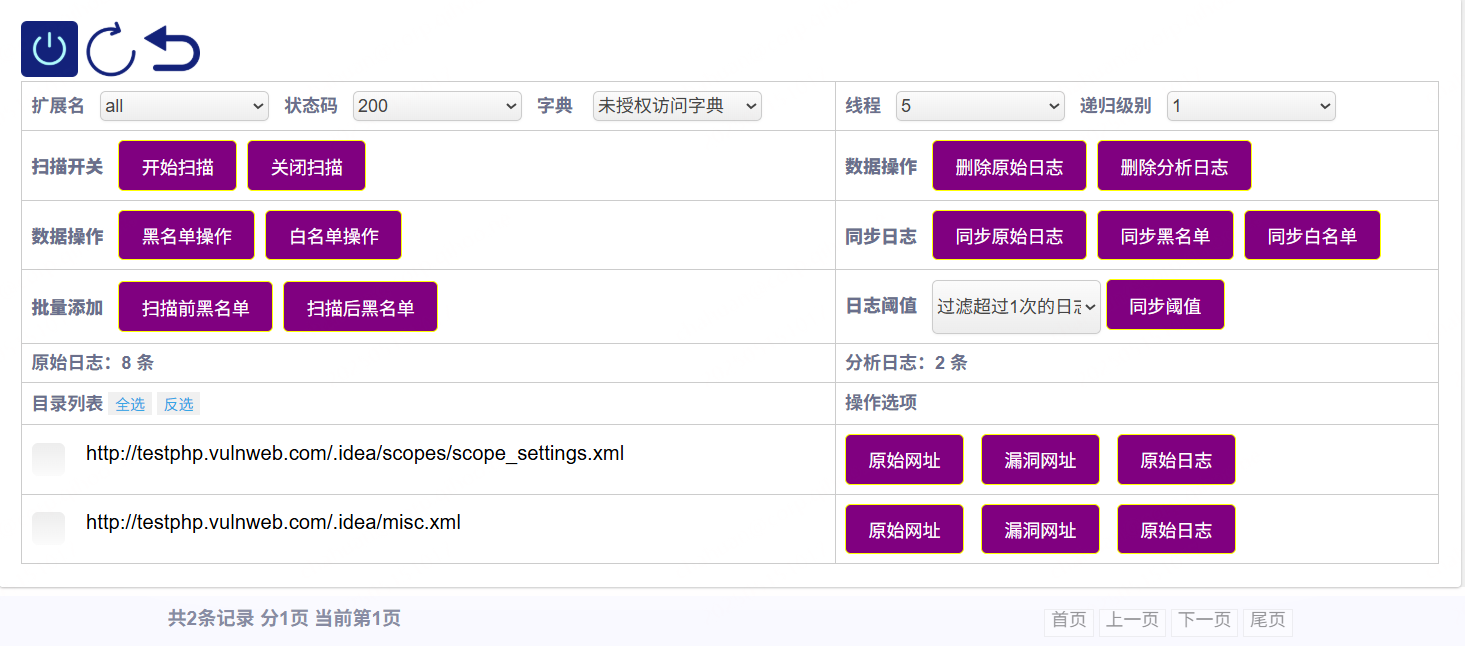 扩展名 all 状态码 200 字典 未授权访问字典 线程 5 递归级别 1
扫描开关 开始扫描 关闭扫描 数据操作 删除原始日志 删除分析日志
数据操作 黑名单操作 白名单操作 同步日志 同步原始日志 同步黑名单 同步白名单
批量添加 扫描前黑名单 扫描后黑名单 日志阈值 过滤超过1次的日志 同步阈值
原始日志：8 条 分析日志：2 条
目录列表 全选 反选 操作选项
http://testphp.vulnweb.com/.idea/scopes/scope_settings.xml 原始网址 漏洞网址 原始日志
http://testphp.vulnweb.com/.idea/misc.xml 原始网址 漏洞网址 原始日志
共2条记录 分1页 当前第1页 首页 上一页 下一页 尾页